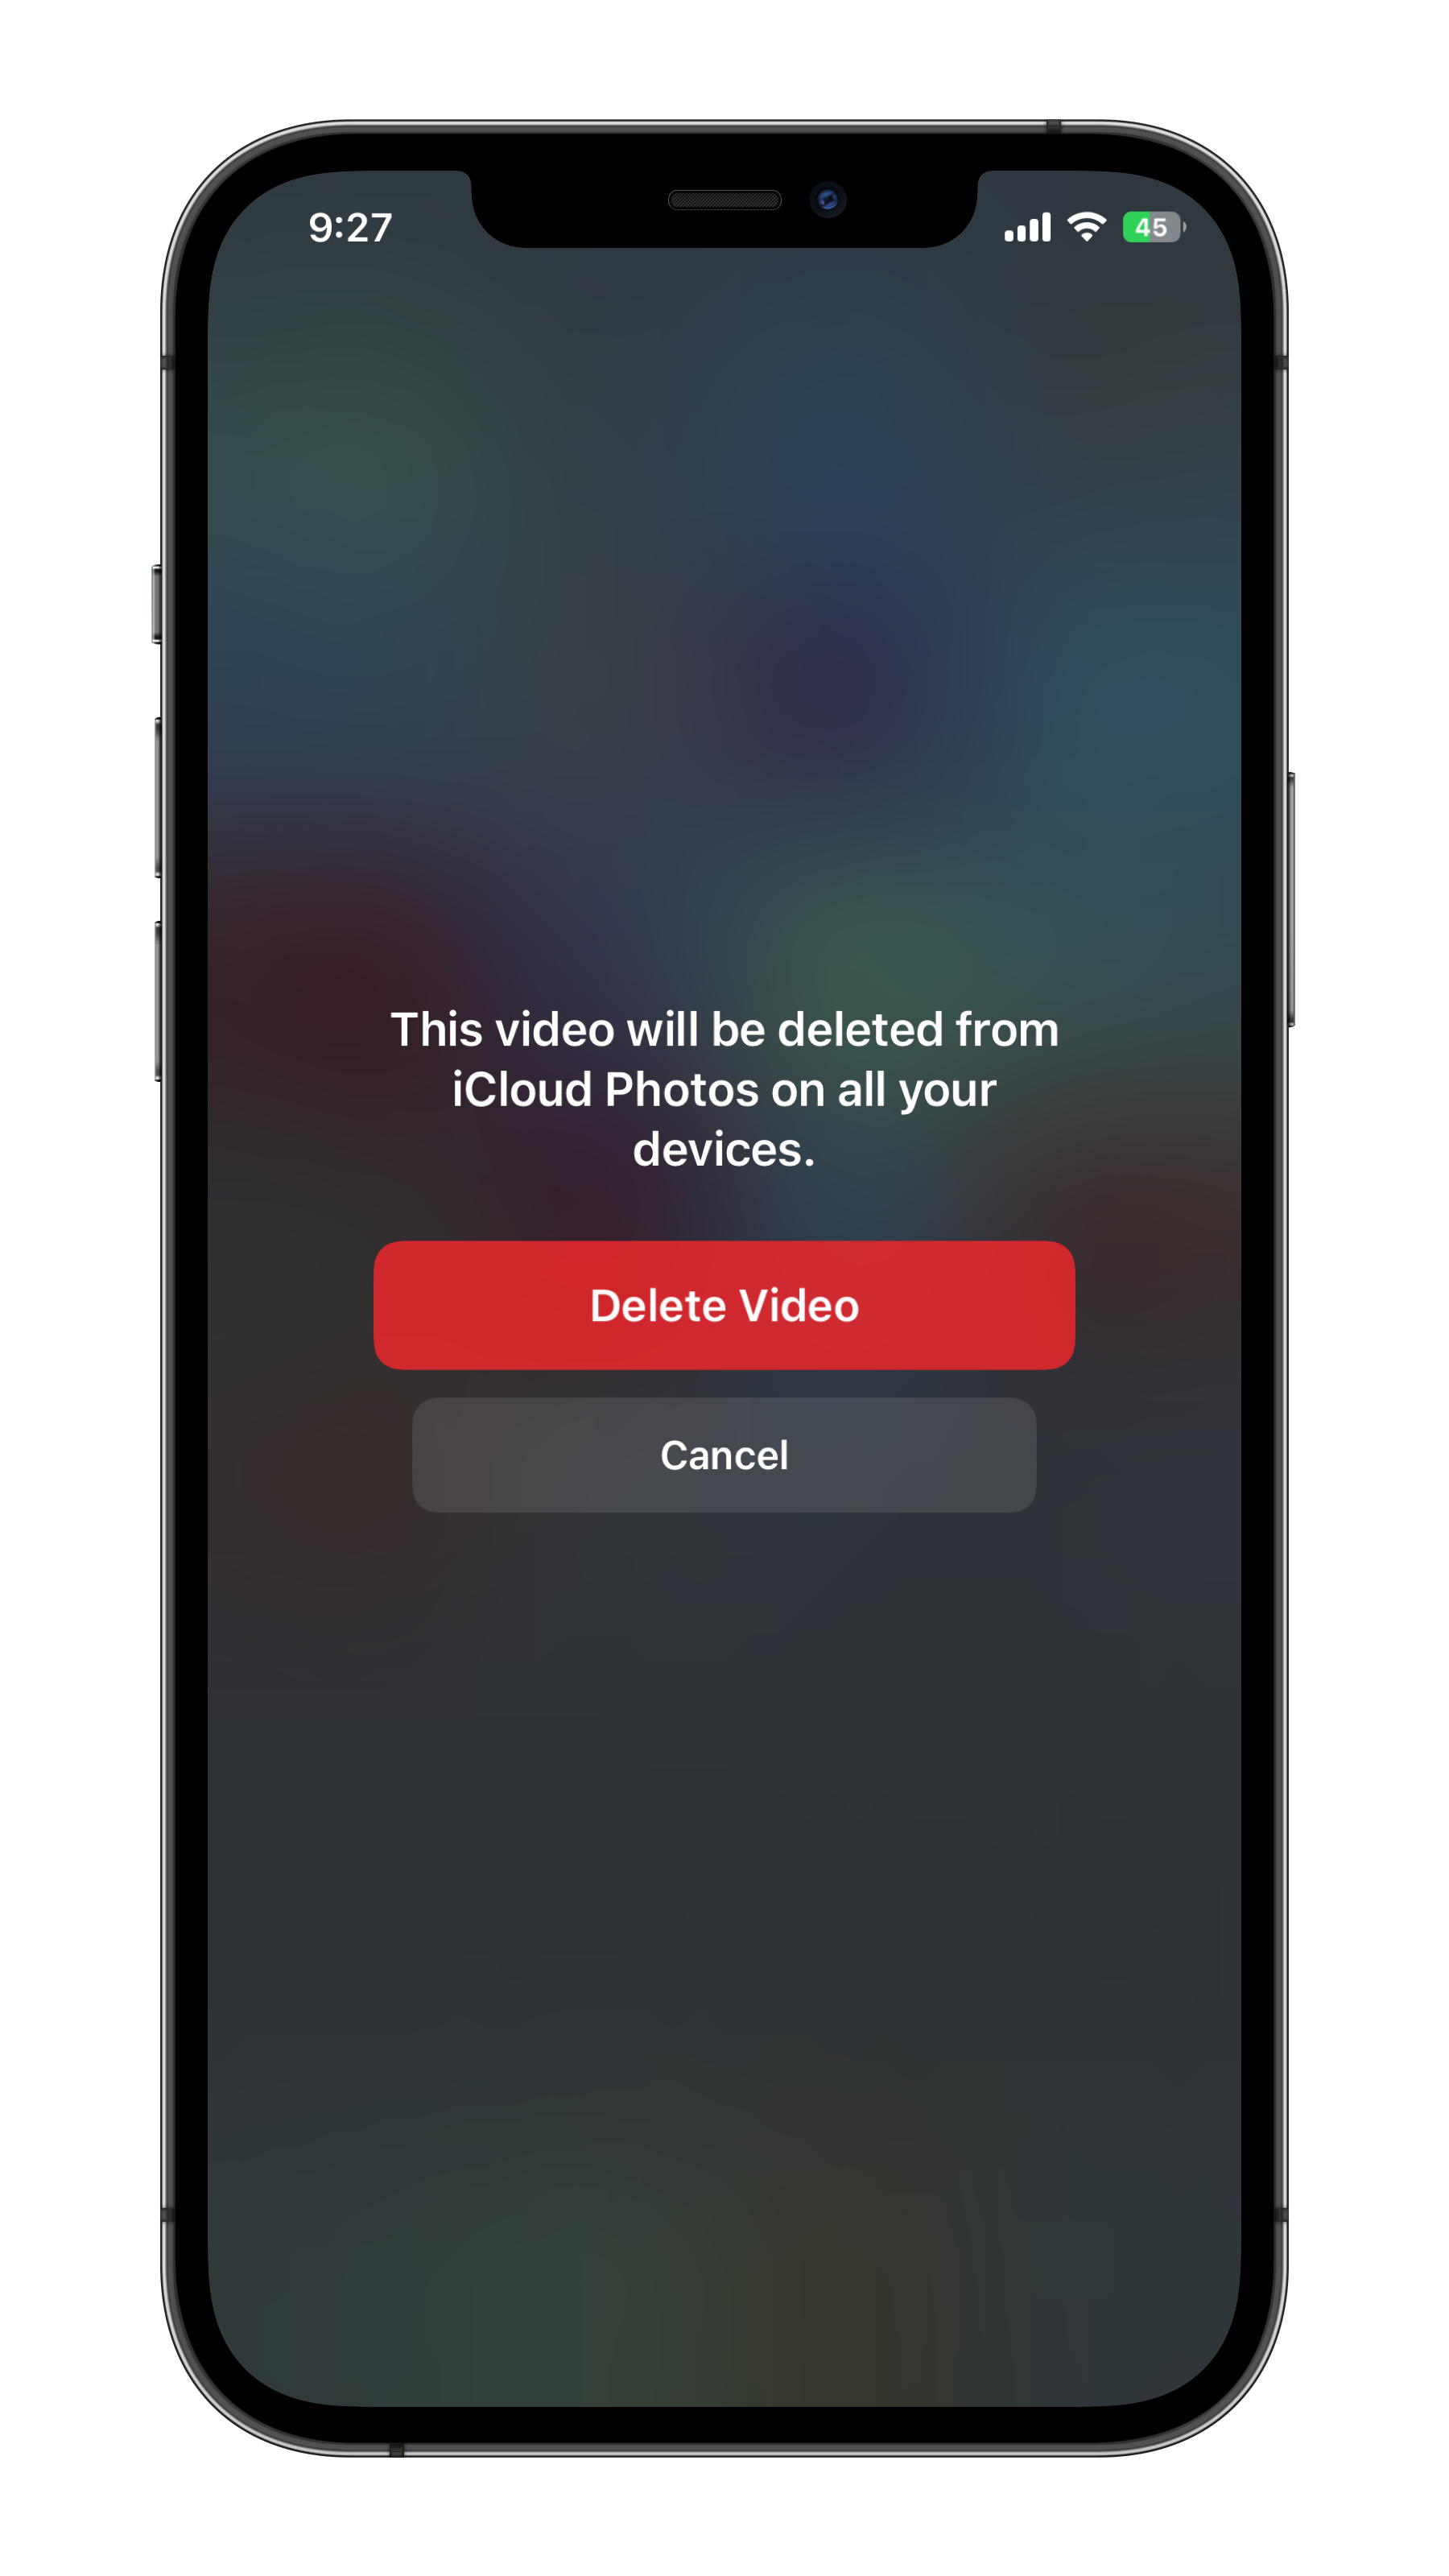 9:27
45
This video will be deleted from
iCloud Photos on all your
devices.
Delete Video
Cancel